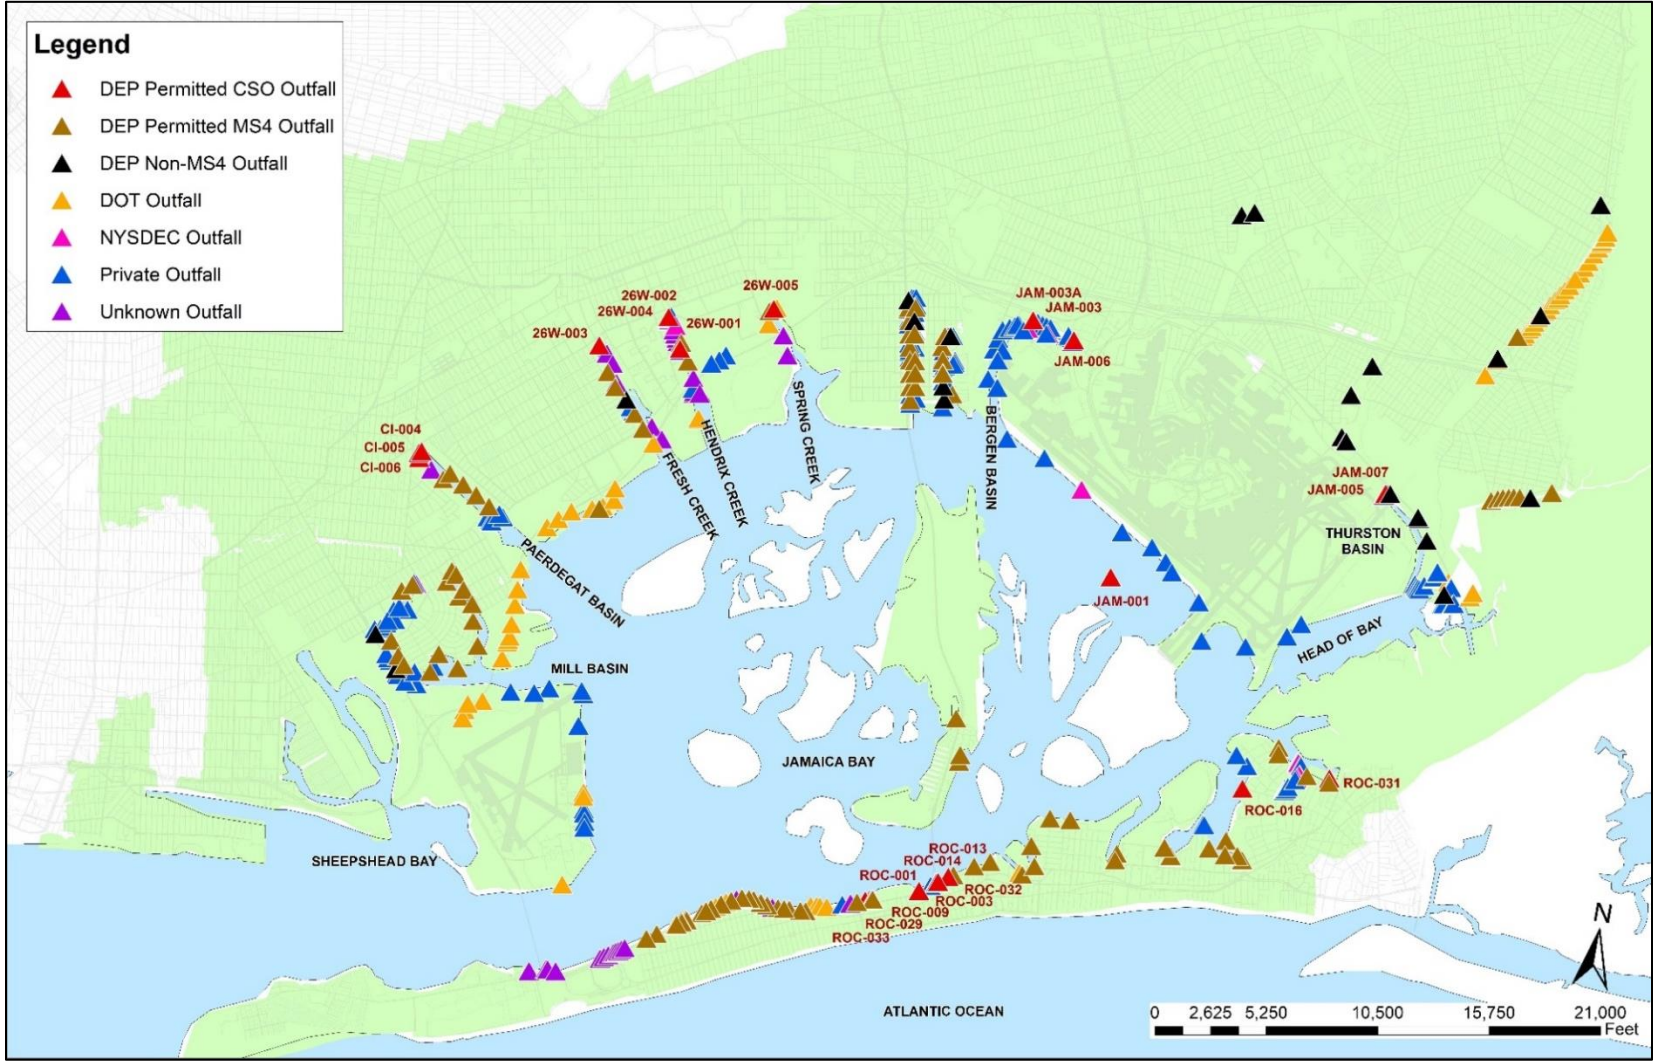 Legend
DEP Permitted CSO Outfall
DEP Permitted MS4 Outfall
DEP Non-MS4 Outfall
DOT Outfall
NYSDEC Outfall
Private Outfall
Unknown Outfall
26W-005
26W-002
26W-004
26W-003
26W-001
JAM-003A
JAM-003
JAM-006
CI-004
CI-005
CI-006
SPRING CREEK
HENDRIX CREEK
FRESH CREEK
BERGEN BASIN
JAM-007
JAM-005
THURSTON
BASIN
PAERDEGAT BASIN
JAM-001
HEAD OF BAY
MILL BASIN
JAMAICA BAY
ROC-031
ROC-016
SHEEPSHEAD BAY
ROC-013
ROC-014
ROC-001
ROC-032
ROC-003
ROC-009
ROC-029
ROC-033
N
ATLANTIC OCEAN
0 2,625 5,250 10,500 15,750 21,000
Feet